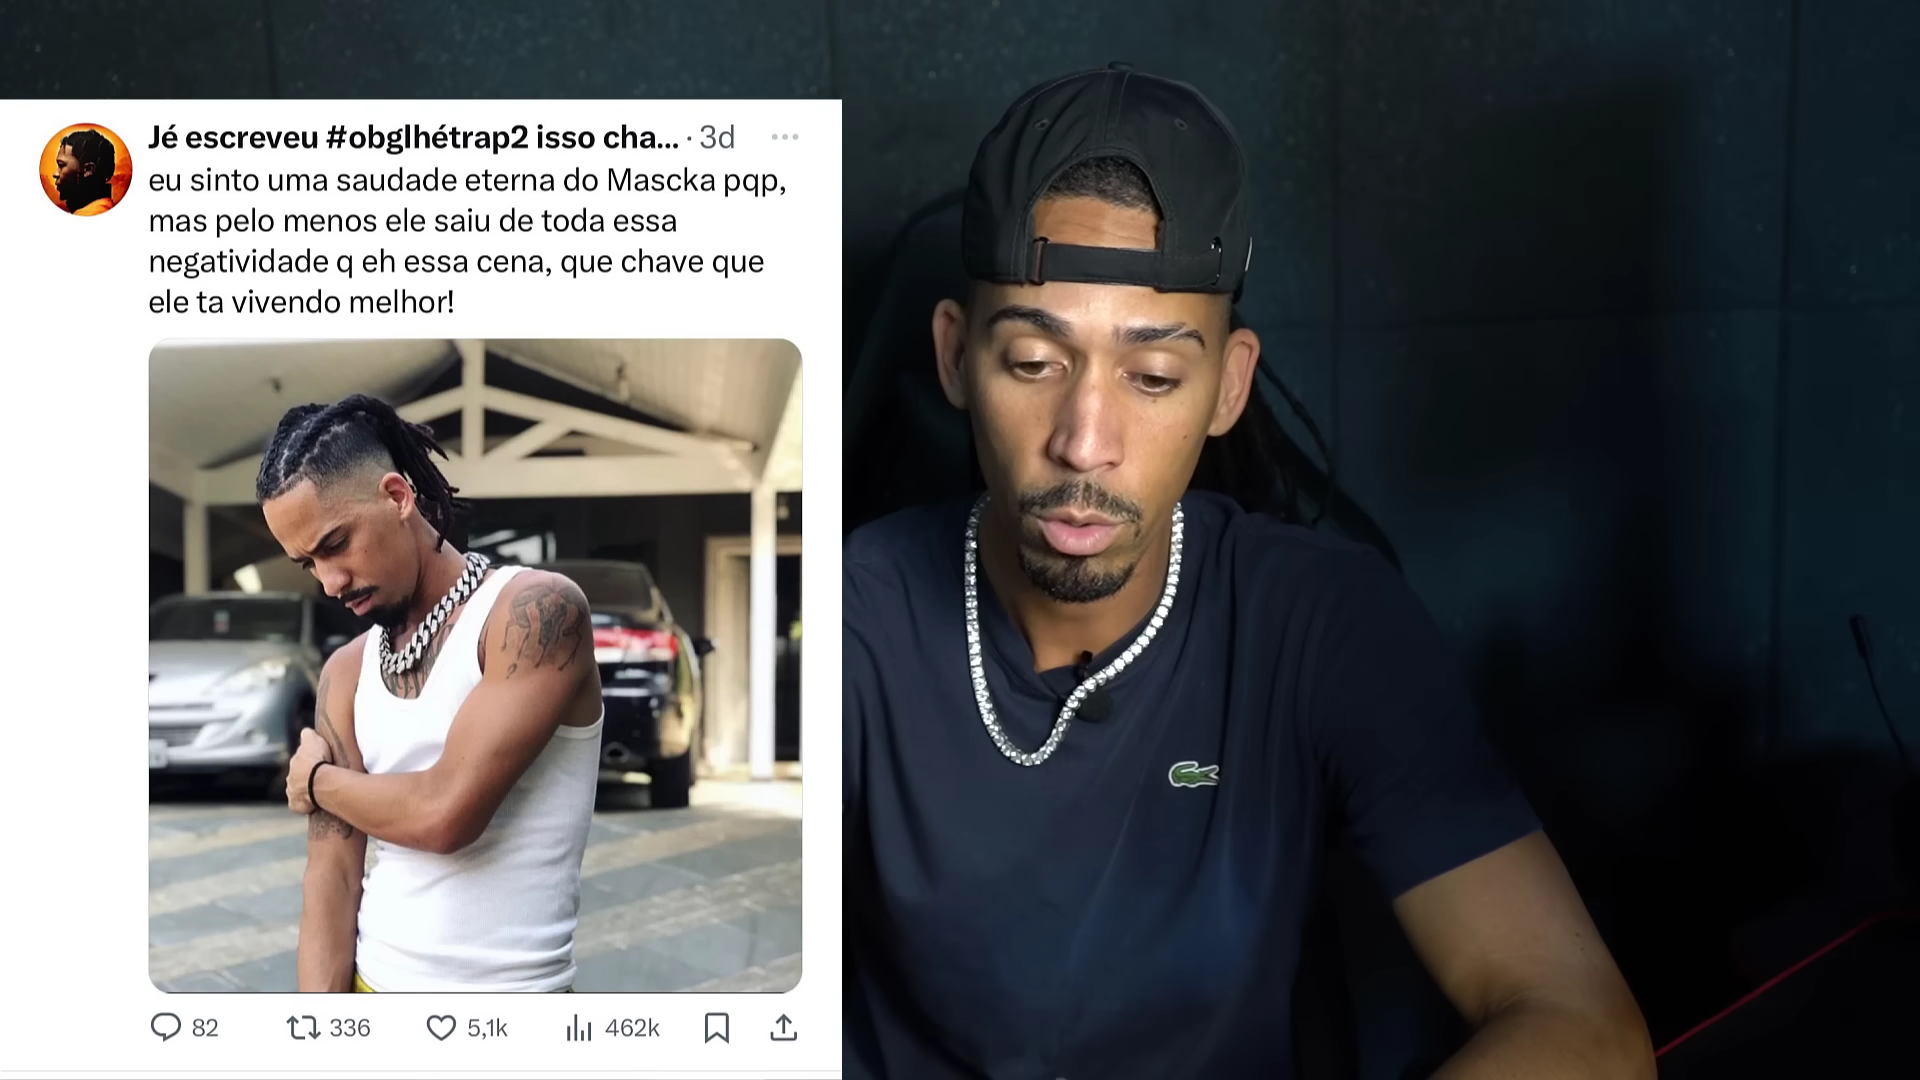 Jé escreveu #obglhétrap2 isso cha... · 3d
eu sinto uma saudade eterna do Mascka pqp,
mas pelo menos ele saiu de toda essa
negatividade q eh essa cena, que chave que
ele ta vivendo melhor!
82 336 5,1k 462k